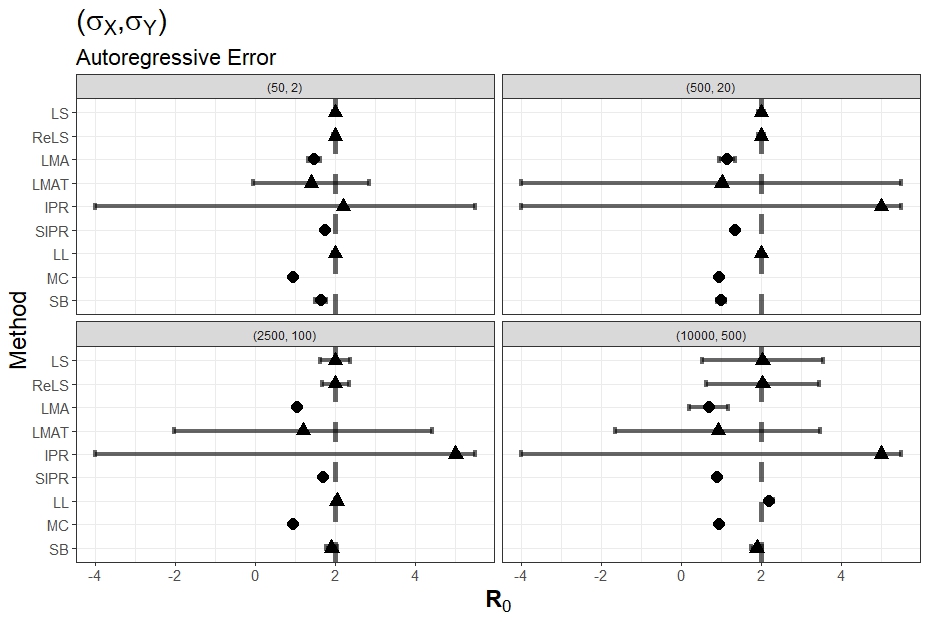 (σX,σY)
Autoregressive Error
(50, 2)
(500, 20)
LS
ReLS
LMA
LMAT
IPR
SIPR
LL
MC
SB
Method
(2500, 100)
(10000, 500)
LS
ReLS
LMA
LMAT
IPR
SIPR
LL
MC
SB
-4 -2 0 2 4 -4 -2 0 2 4
R0